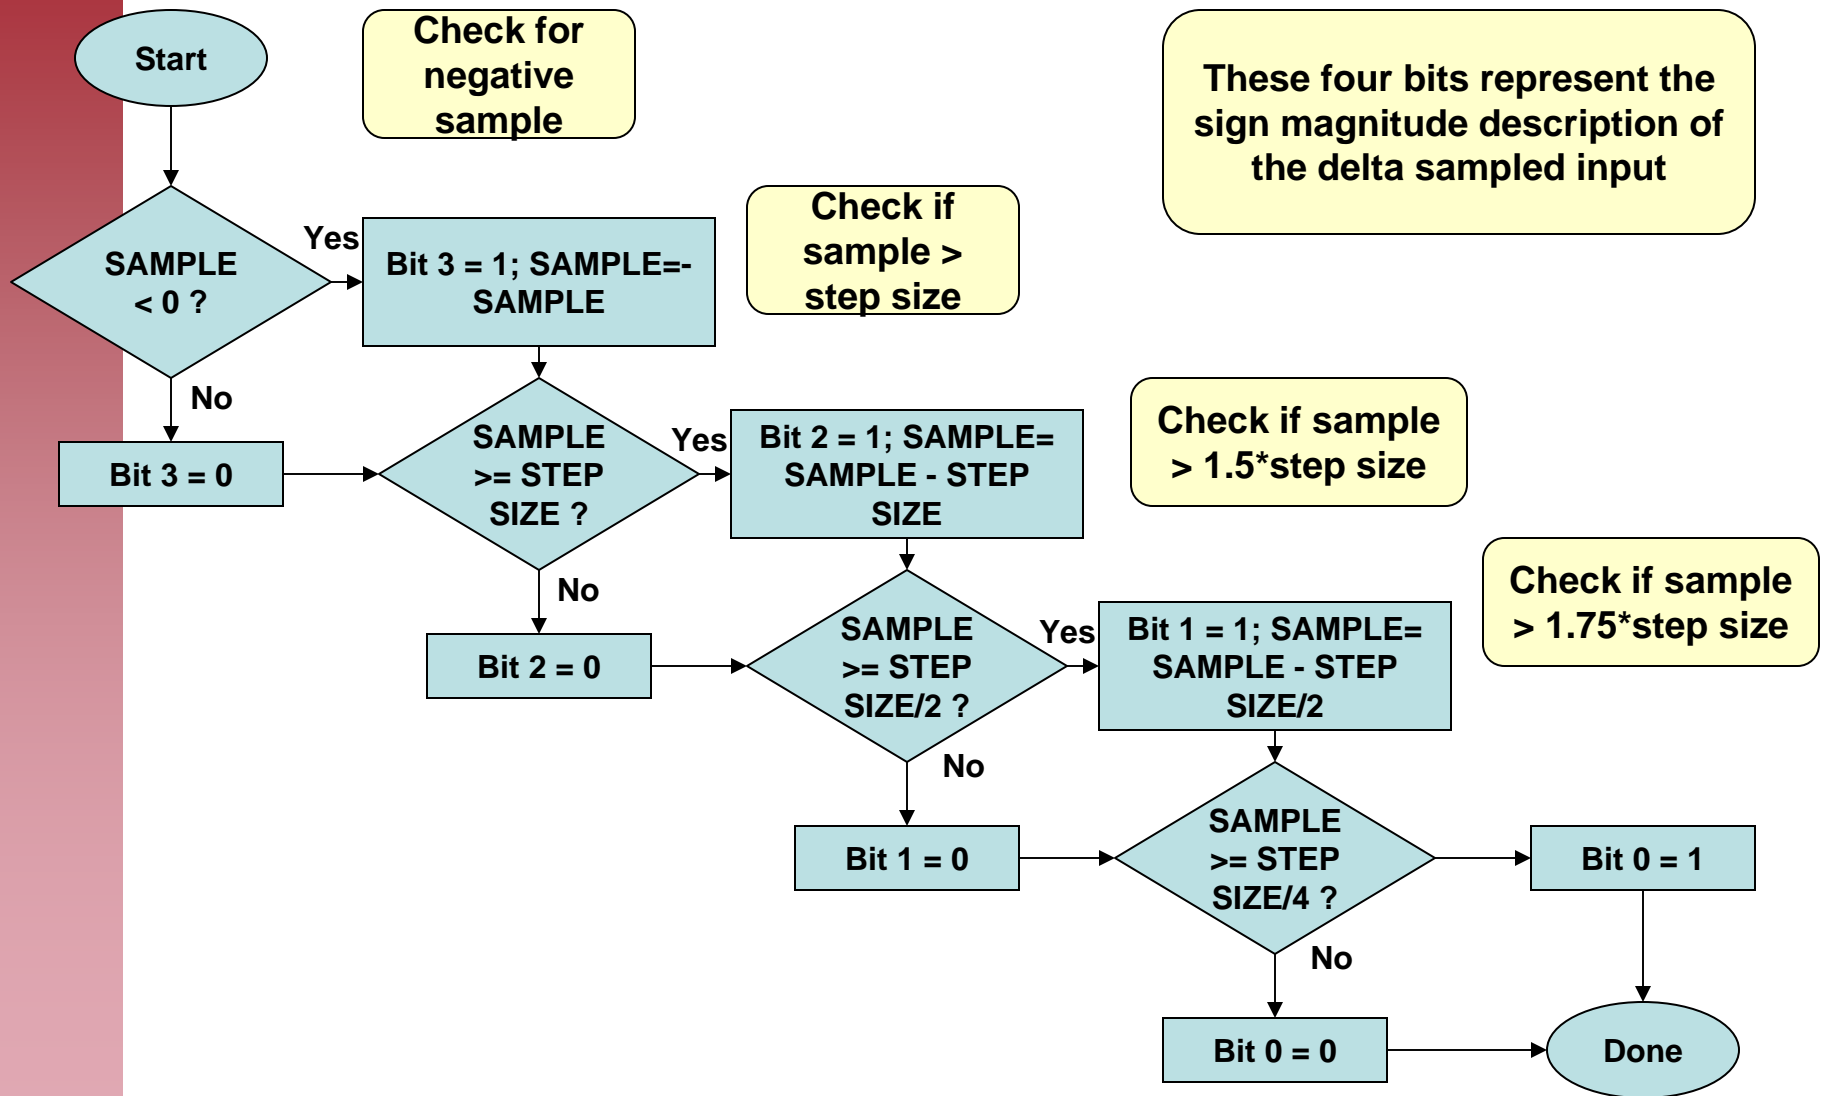 Start
Check for
negative
sample
These four bits represent the
sign magnitude description of
the delta sampled input
SAMPLE
< 0 ?
Yes
Bit 3 = 1; SAMPLE=-
SAMPLE
Check if
sample >
step size
No
Bit 3 = 0
SAMPLE
>= STEP
SIZE ?
Yes
Bit 2 = 1; SAMPLE=
SAMPLE - STEP
SIZE
Check if sample
> 1.5*step size
No
Bit 2 = 0
SAMPLE
>= STEP
SIZE/2 ?
Yes
Bit 1 = 1; SAMPLE=
SAMPLE - STEP
SIZE/2
Check if sample
> 1.75*step size
No
Bit 1 = 0
SAMPLE
>= STEP
SIZE/4 ?
Bit 0 = 1
No
Bit 0 = 0
Done